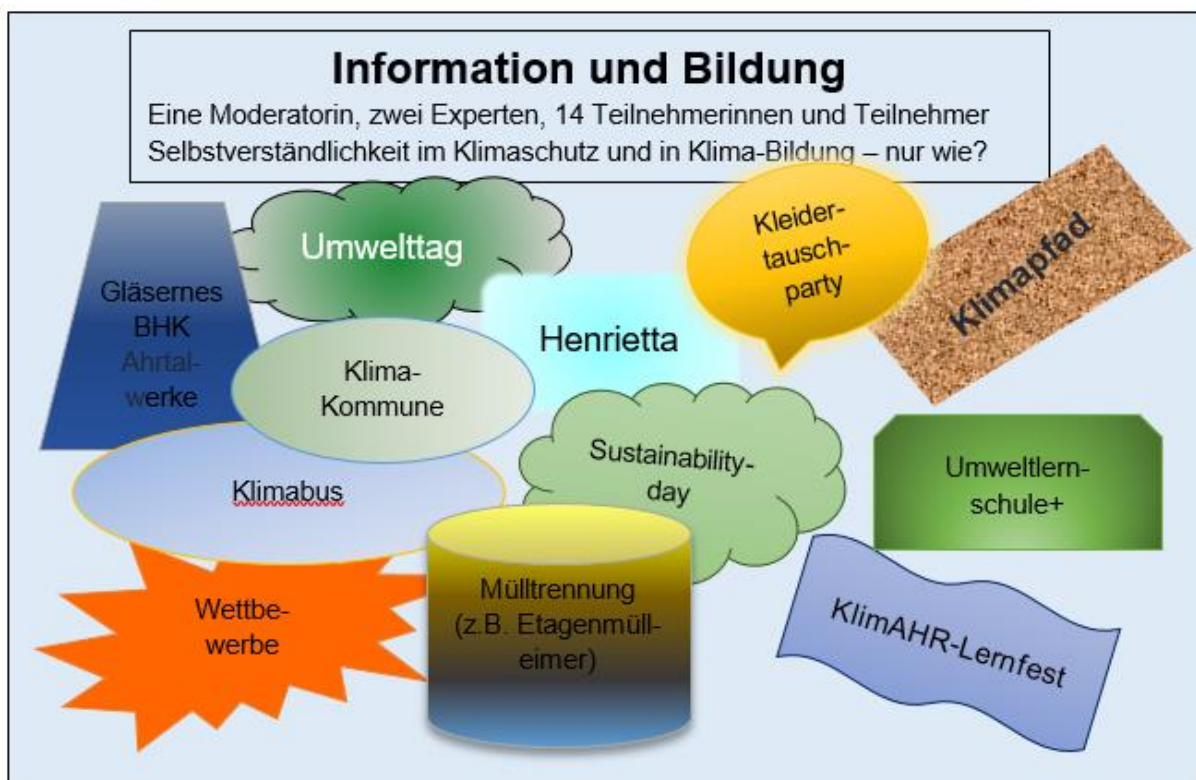 Information und Bildung
Eine Moderatorin, zwei Experten, 14 Teilnehmerinnen und Teilnehmer
Selbstverständlichkeit im Klimaschutz und in Klima-Bildung – nur wie?
Umwelttag
Kleider-
tausch-
party
Klimapfad
Gläsernes
BHK
Ahrtal-
werke
Henrietta
Klima-
Kommune
Sustainability-
day
Umweltlern-
schule+
Klimabus
Wettbe-
werbe
Mülltrennung
(z.B. Etagenmüll-
eimer)
KlimAHR-Lernfest